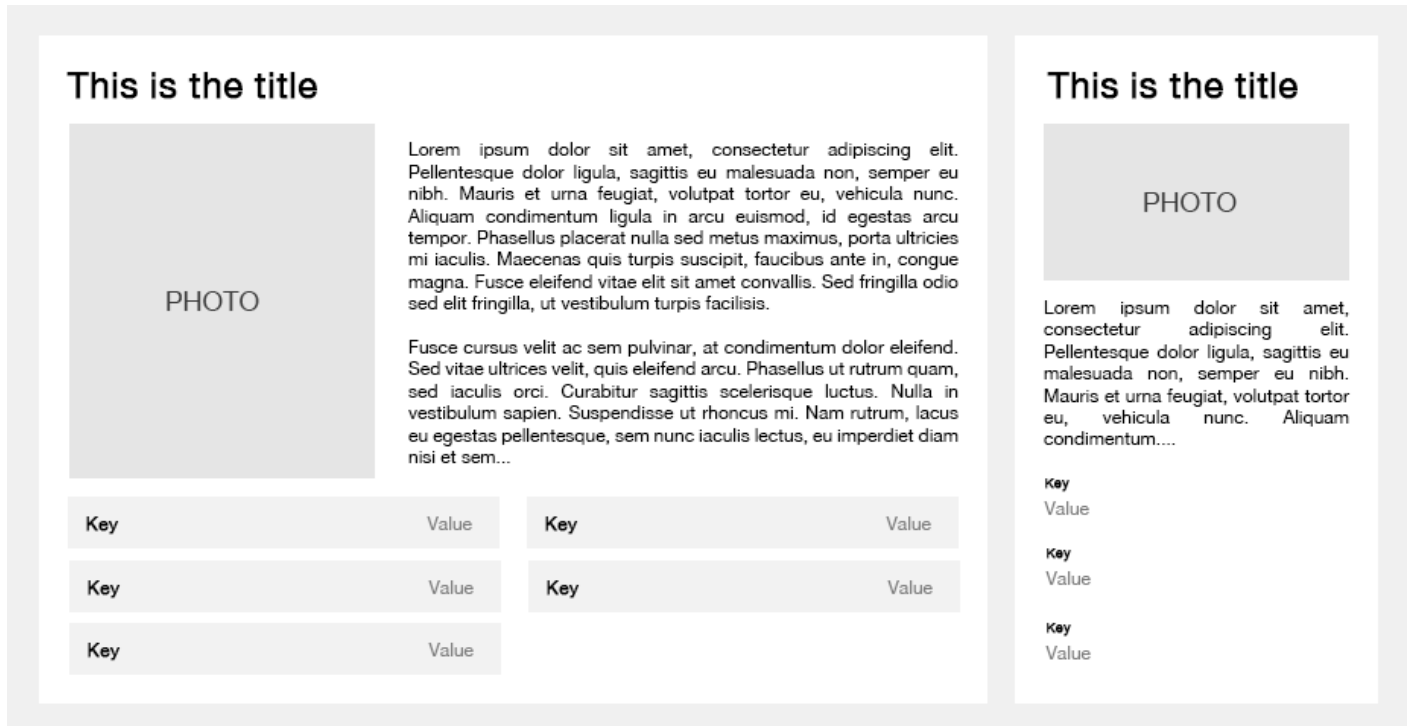 This is the title
PHOTO
Lorem ipsum dolor sit amet, consectetur adipiscing elit.
Pellentesque dolor ligula, sagittis eu malesuada non, semper eu
nibh. Mauris et urna feugiat, volutpat tortor eu, vehicula nunc.
Aliquam condimentum ligula in arcu euismod, id egestas arcu
tempor. Phasellus placerat nulla sed metus maximus, porta ultricies
mi iaculis. Maecenas quis turpis suscipit, faucibus ante in, congue
magna. Fusce eleifend vitae elit sit amet convallis. Sed fringilla odio
sed elit fringilla, ut vestibulum turpis facilisis.
Fusce cursus velit ac sem pulvinar, at condimentum dolor eleifend.
Sed vitae ultrices velit, quis eleifend arcu. Phasellus ut rutrum quam,
sed iaculis orci. Curabitur sagittis scelerisque luctus. Nulla in
vestibulum sapien. Suspendisse ut rhoncus mi. Nam rutrum, lacus
eu egestas pellentesque, sem nunc iaculis lectus, eu imperdiet diam
nisi et sem...
Key Value Key Value
Key Value Key Value
Key Value
This is the title
PHOTO
Lorem ipsum dolor sit amet,
consectetur adipiscing elit.
Pellentesque dolor ligula, sagittis eu
malesuada non, semper eu nibh.
Mauris et urna feugiat, volutpat tortor
eu, vehicula nunc. Aliquam
condimentum....
Key
Value
Key
Value
Key
Value